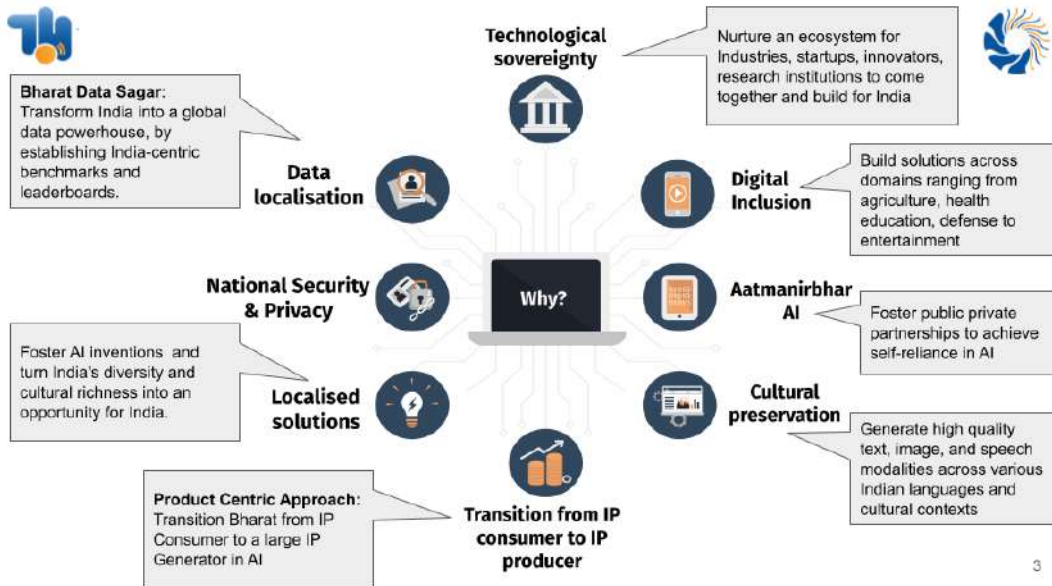 Technological
sovereignty
Nurture an ecosystem for
Industries, startups, innovators,
research institutions to come
together and build for India
Bharat Data Sagar:
Transform India into a global
data powerhouse, by
establishing India-centric
benchmarks and
leaderboards.
Data
localisation
Digital
Inclusion
Build solutions across
domains ranging from
agriculture, health
education, defense to
entertainment
National Security
& Privacy
Why?
Aatmanirbhar
AI
Foster public private
partnerships to achieve
self-reliance in AI
Foster AI inventions and
turn India's diversity and
cultural richness into an
opportunity for India.
Localised
solutions
Cultural
preservation
Generate high quality
text, image, and speech
modalities across various
Indian languages and
cultural contexts
Product Centric Approach:
Transition Bharat from IP
Consumer to a large IP
Generator in AI
Transition from IP
consumer to IP
producer
3